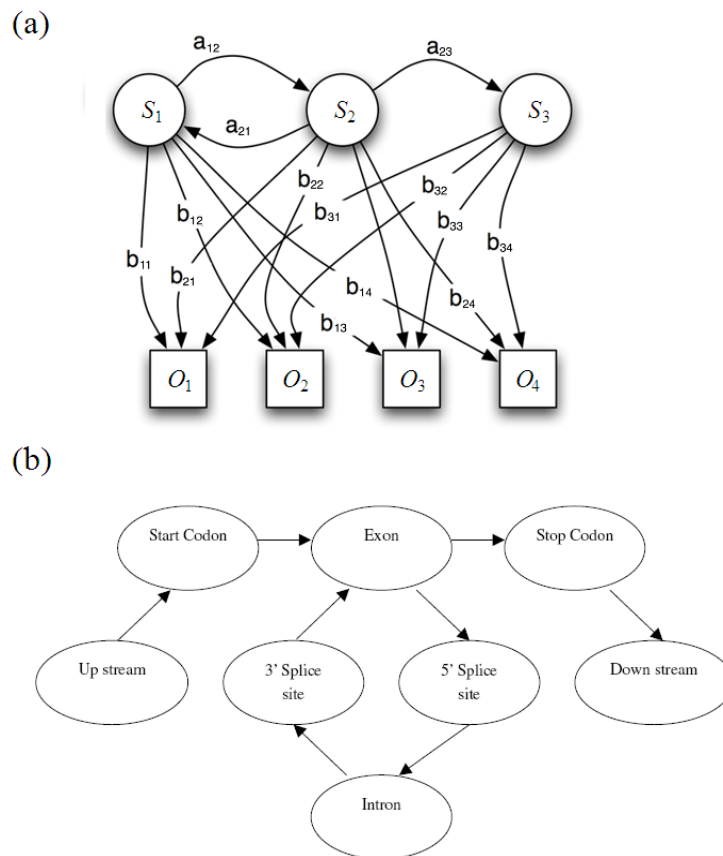 (a)
a₁₂
a₂₃
S₁
S₂
S₃
a₂₁
b₂₂
b₃₂
b₁₂
b₃₁
b₃₃
b₃₄
b₁₁
b₂₁
b₁₄
b₂₄
b₁₃
O₁
O₂
O₃
O₄
(b)
Start Codon
Exon
Stop Codon
Up stream
3' Splice
site
5' Splice
site
Down stream
Intron